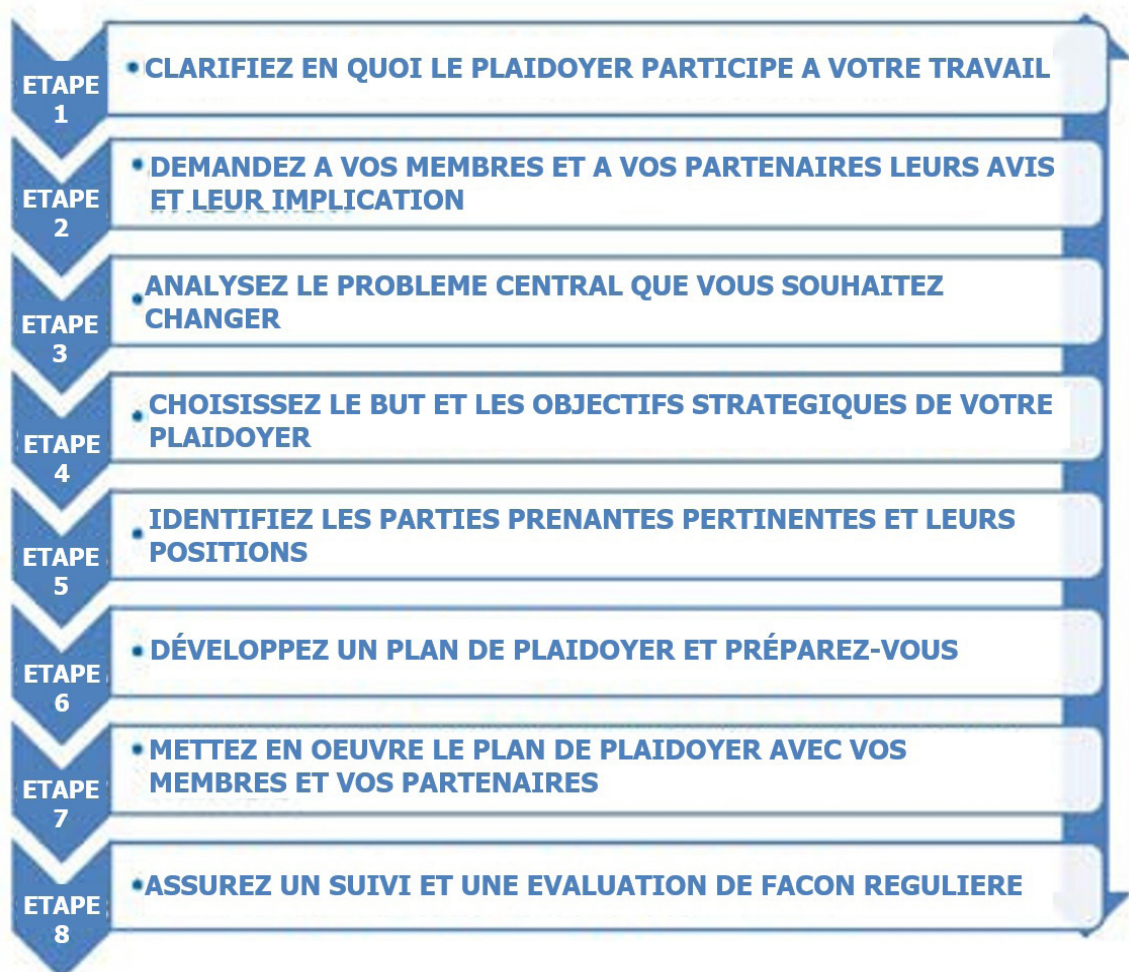 ETAPE
1
• CLARIFIEZ EN QUOI LE PLAIDOYER PARTICIPE A VOTRE TRAVAIL
ETAPE
2
• DEMANDEZ A VOS MEMBRES ET A VOS PARTENAIRES LEURS AVIS
ET LEUR IMPLICATION
ETAPE
3
• ANALYSEZ LE PROBLEME CENTRAL QUE VOUS SOUHAITEZ
CHANGER
ETAPE
4
• CHOISISSEZ LE BUT ET LES OBJECTIFS STRATEGIQUES DE VOTRE
PLAIDOYER
ETAPE
5
• IDENTIFIEZ LES PARTIES PRENANTES PERTINENTES ET LEURS
POSITIONS
ETAPE
6
• DÉVELOPPEZ UN PLAN DE PLAIDOYER ET PRÉPAREZ-VOUS
ETAPE
7
• METTEZ EN OEUVRE LE PLAN DE PLAIDOYER AVEC VOS
MEMBRES ET VOS PARTENAIRES
ETAPE
8
• ASSUREZ UN SUIVI ET UNE EVALUATION DE FACON REGULIERE